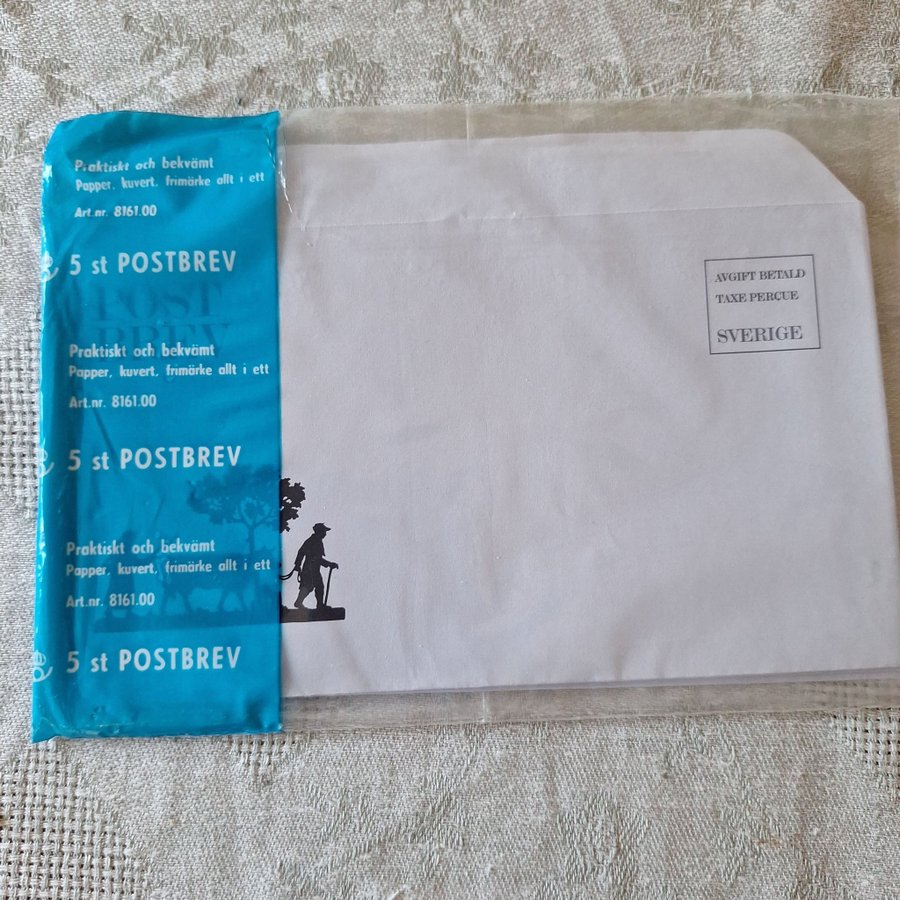 Praktiskt och bekvämt
Papper, kuvert, frimärke allt i ett
Art.nr. 8161.00
5 st POSTBREV
POST
BREV
Praktiskt och bekvämt
Papper, kuvert, frimärke allt i ett
Art.nr. 8161.00
5 st POSTBREV
Praktiskt och bekvämt
Papper, kuvert, frimärke allt i ett
Art.nr. 8161.00
5 st POSTBREV
AVGIFT BETALD
TAXE PERÇUE
SVERIGE